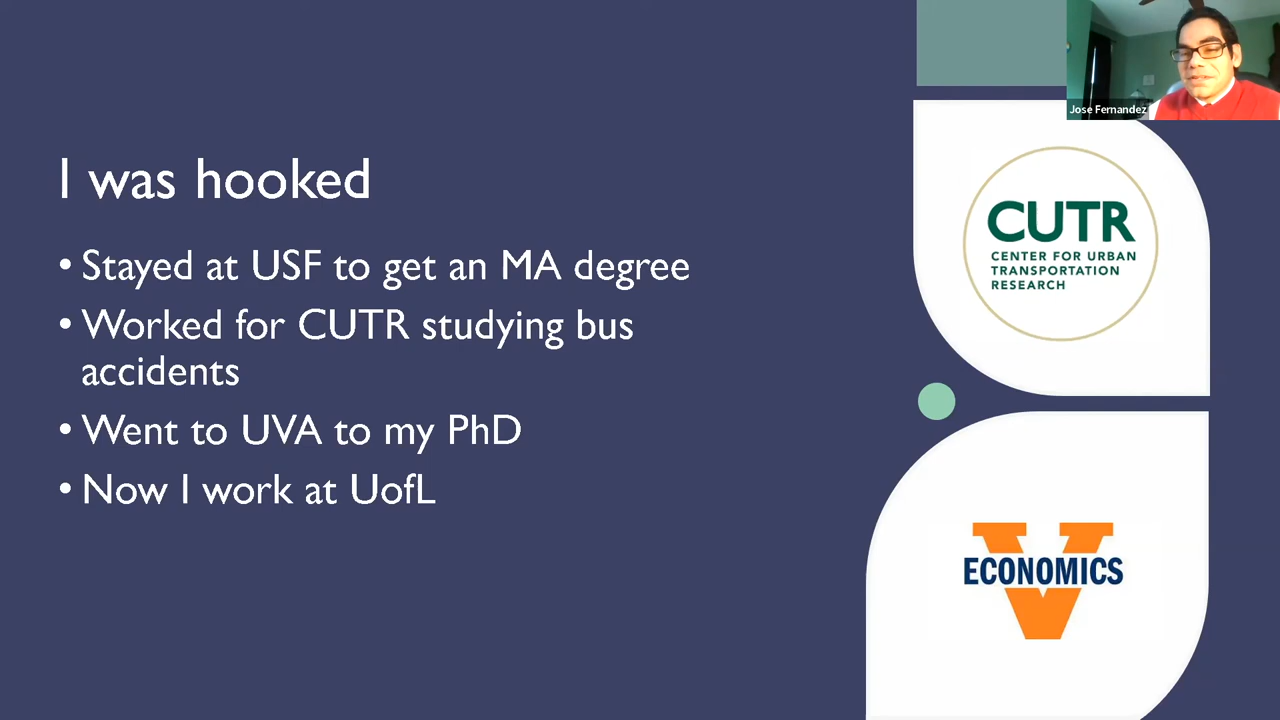 Jose Fernandez
I was hooked
• Stayed at USF to get an MA degree
• Worked for CUTR studying bus
accidents
• Went to UVA to my PhD
• Now I work at UofL
CUTR
CENTER FOR URBAN
TRANSPORTATION
RESEARCH
V
ECONOMICS